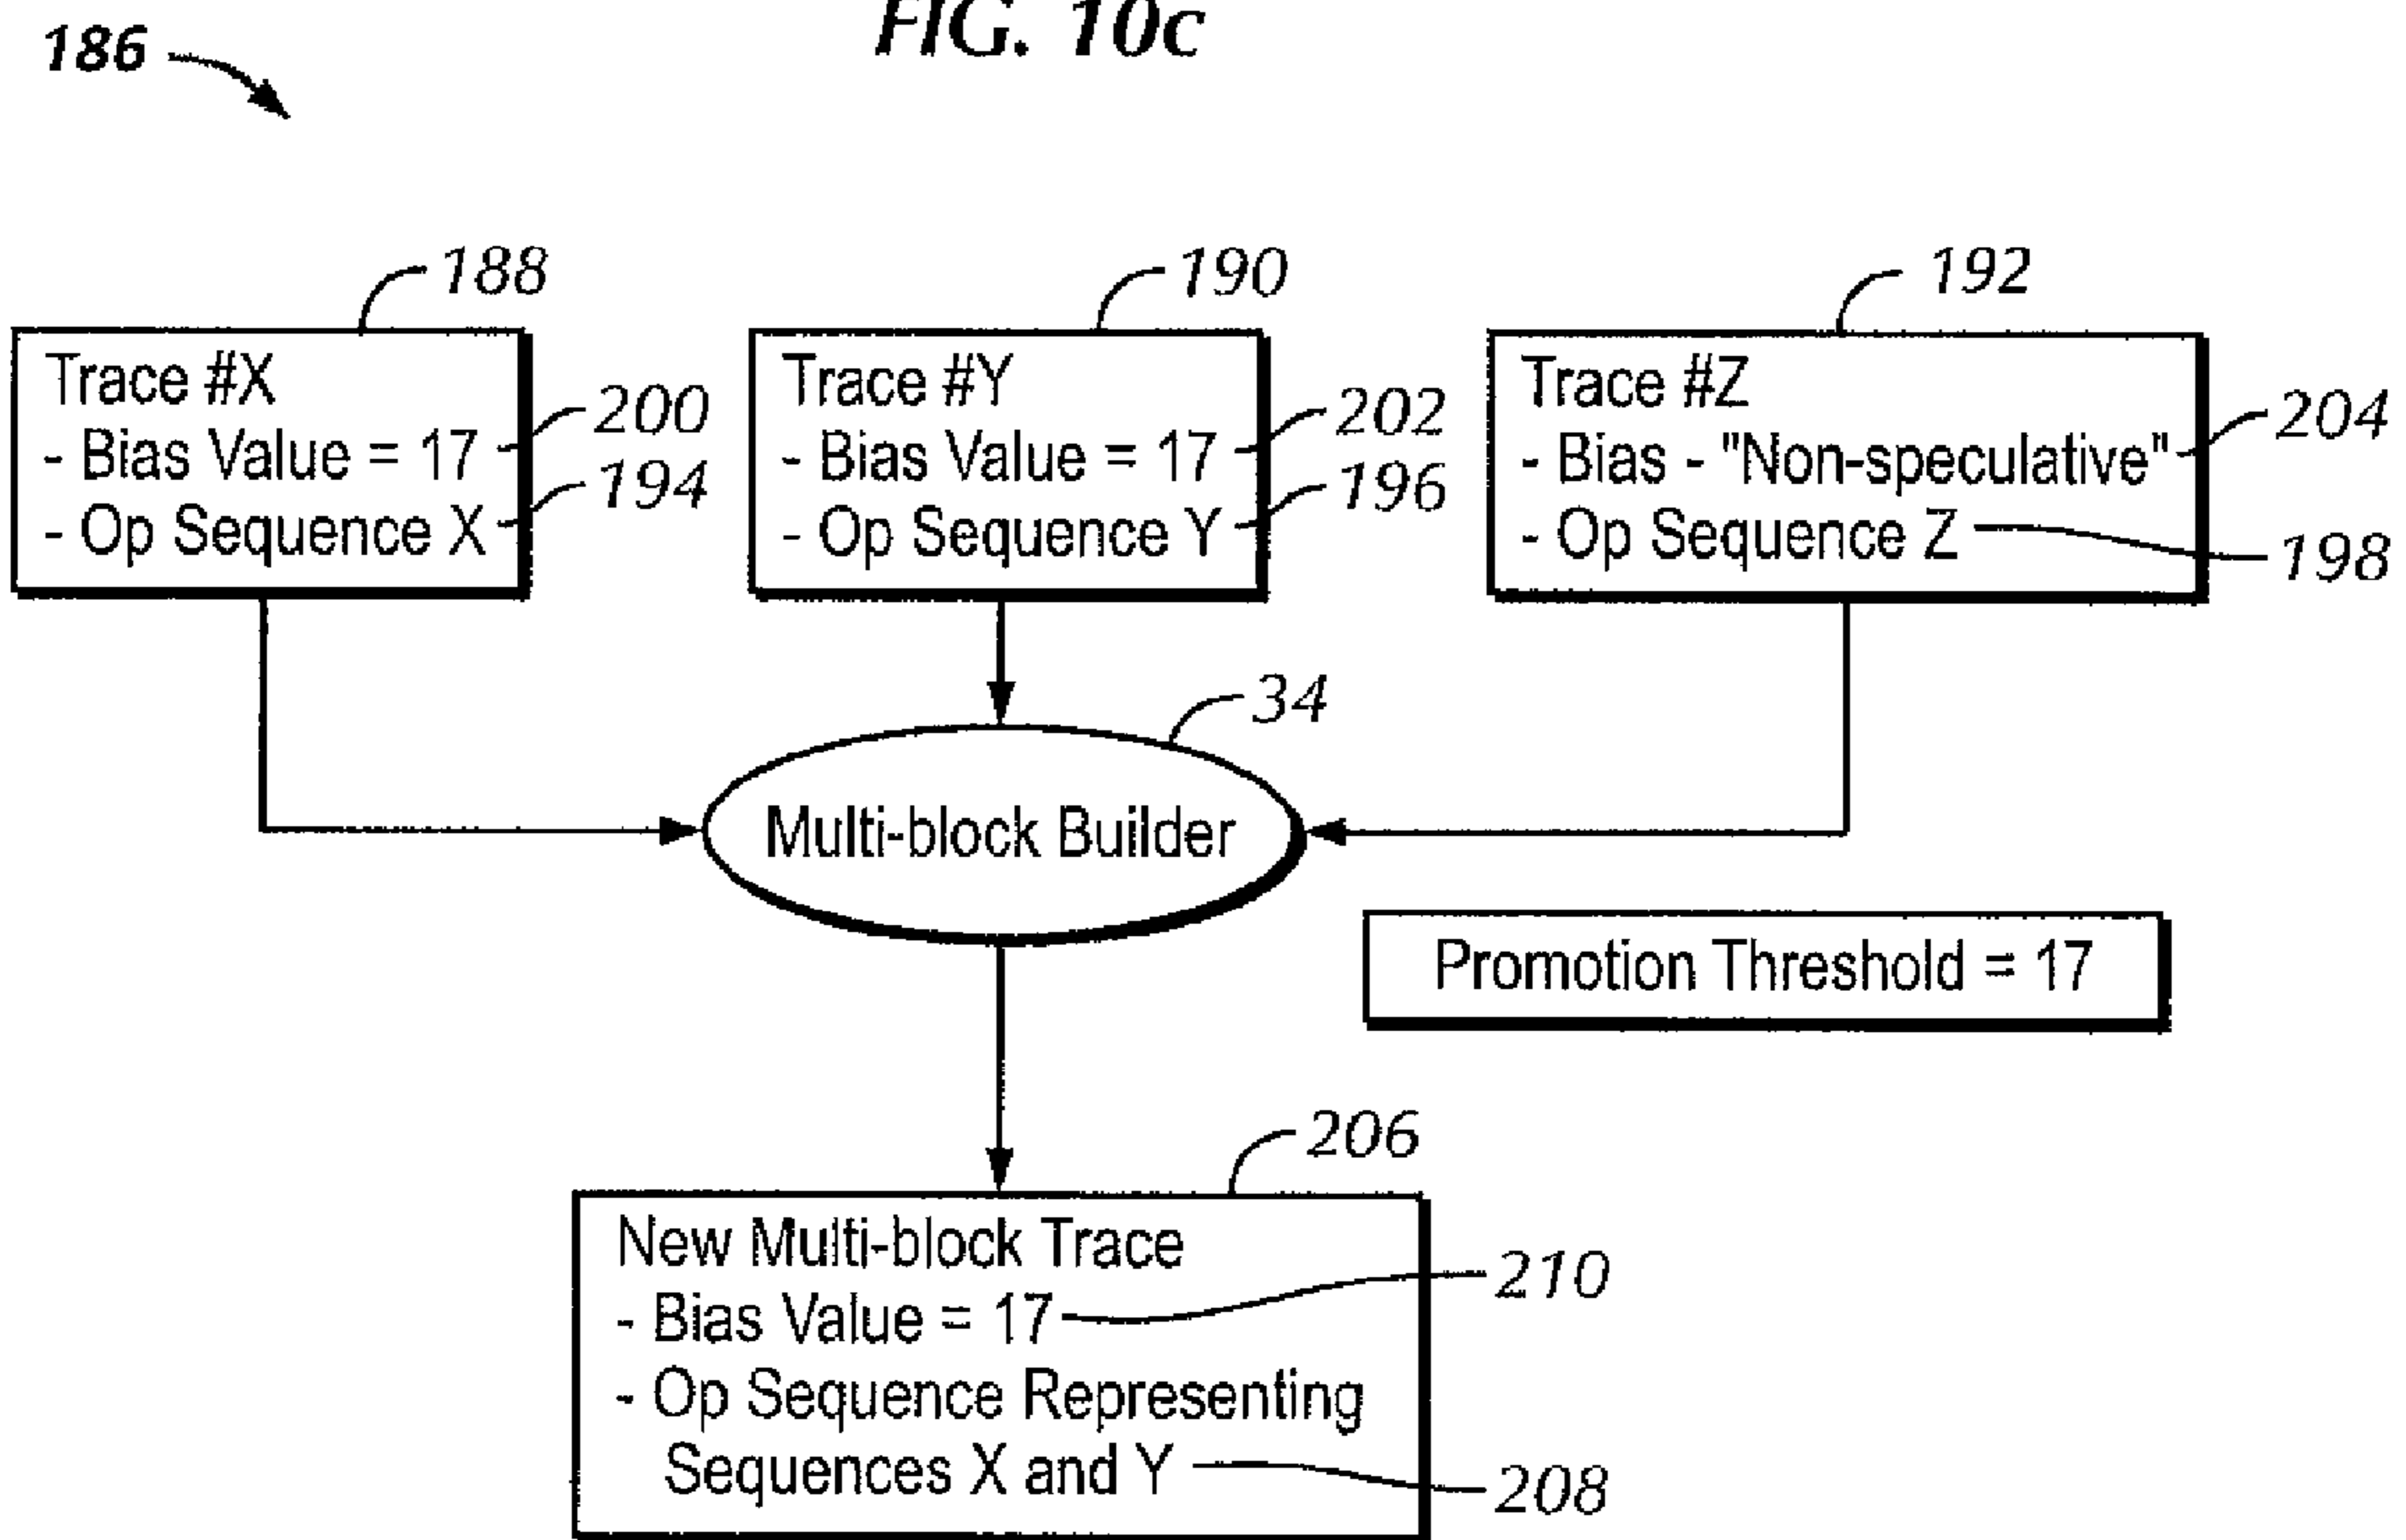 FIG. 10c
186
188
190
192
Trace #X
- Bias Value = 17
- Op Sequence X
200
194
Trace #Y
- Bias Value = 17
- Op Sequence Y
202
196
Trace #Z
- Bias - "Non-speculative"
- Op Sequence Z
204
198
34
Multi-block Builder
Promotion Threshold = 17
206
New Multi-block Trace
- Bias Value = 17
- Op Sequence Representing
Sequences X and Y
210
208